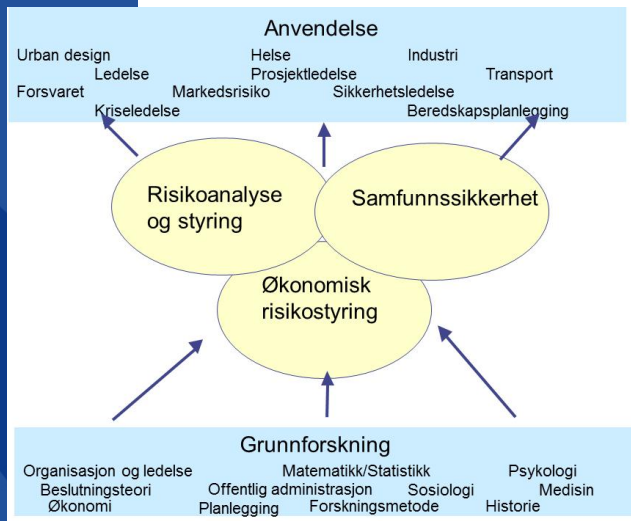 Anvendelse
Urban design Helse Industri
Ledelse Prosjektledelse Transport
Forsvaret Markedsrisiko Sikkerhetsledelse
Kriseledelse Beredskapsplanlegging
Risikoanalyse
og styring
Samfunnssikkerhet
Økonomisk
risikostyring
Grunnforskning
Organisasjon og ledelse Matematikk/Statistikk Psykologi
Beslutningsteori Offentlig administrasjon Sosiologi Medisin
Økonomi Planlegging Forskningsmetode Historie